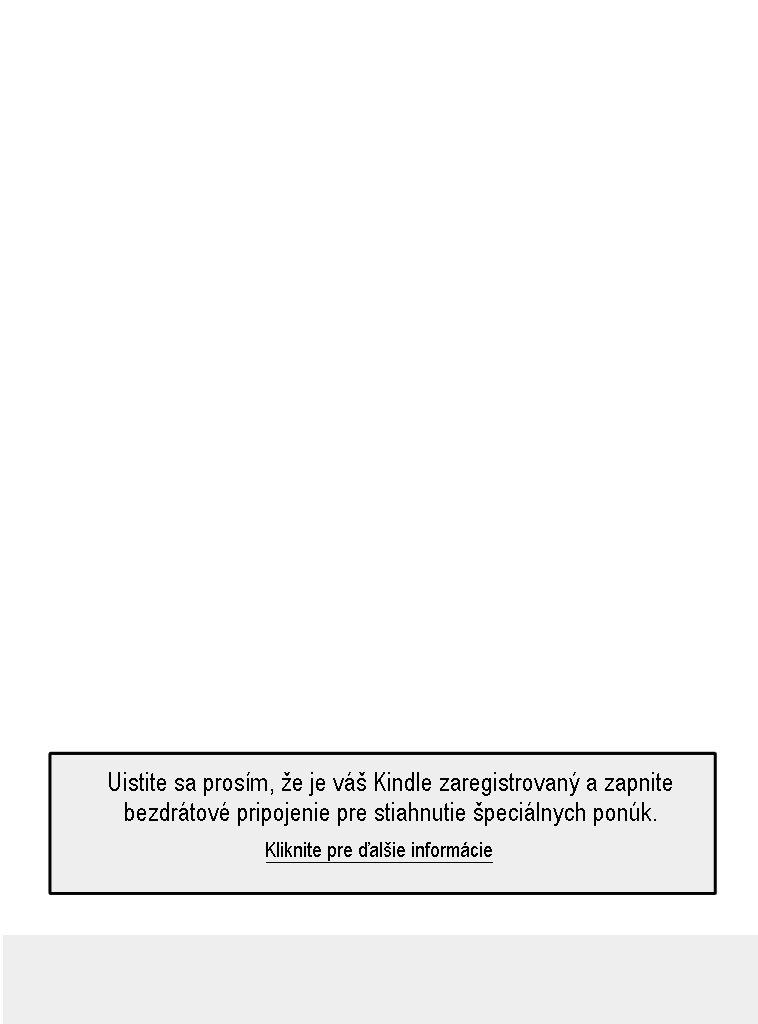 Uistite sa prosím, že je váš Kindle zaregistrovaný a zapnite
bezdrátové pripojenie pre stiahnutie špeciálnych ponúk.
Kliknite pre ďalšie informácie